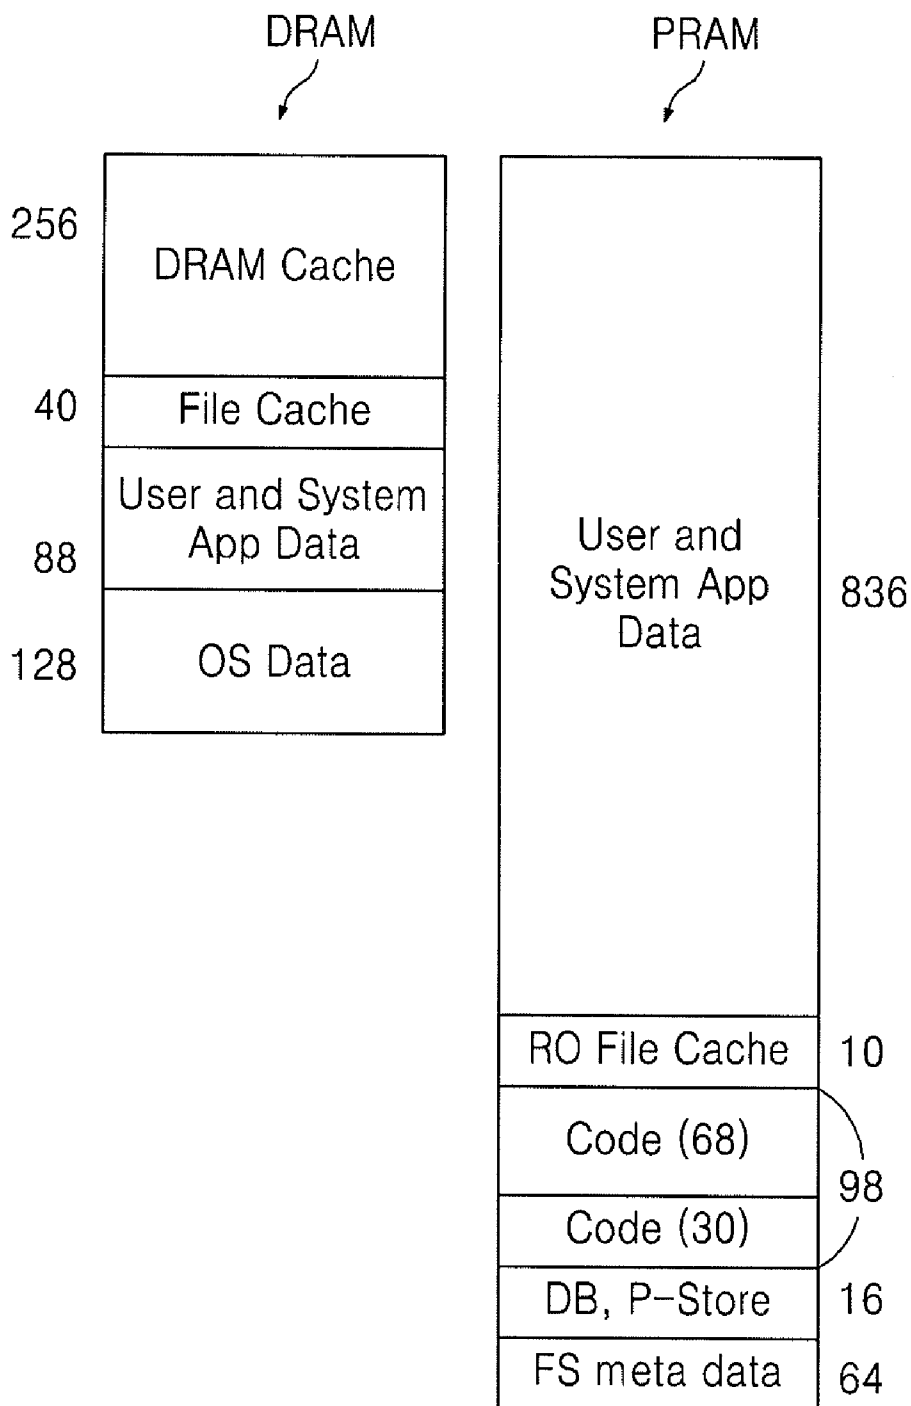 DRAM
256
DRAM Cache
40
File Cache
User and System
App Data
88
128
OS Data
PRAM
User and
System App
Data
836
RO File Cache
10
Code (68)
98
Code (30)
DB, P-Store
16
FS meta data
64